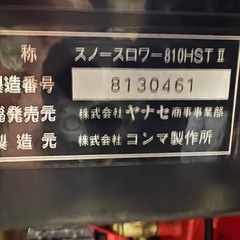 称 スノースロワー810HSTⅡ
製造番号 8130461
発売元 株式会社 ヤナセ 商事事業部
製造元 株式会社 コンマ製作所